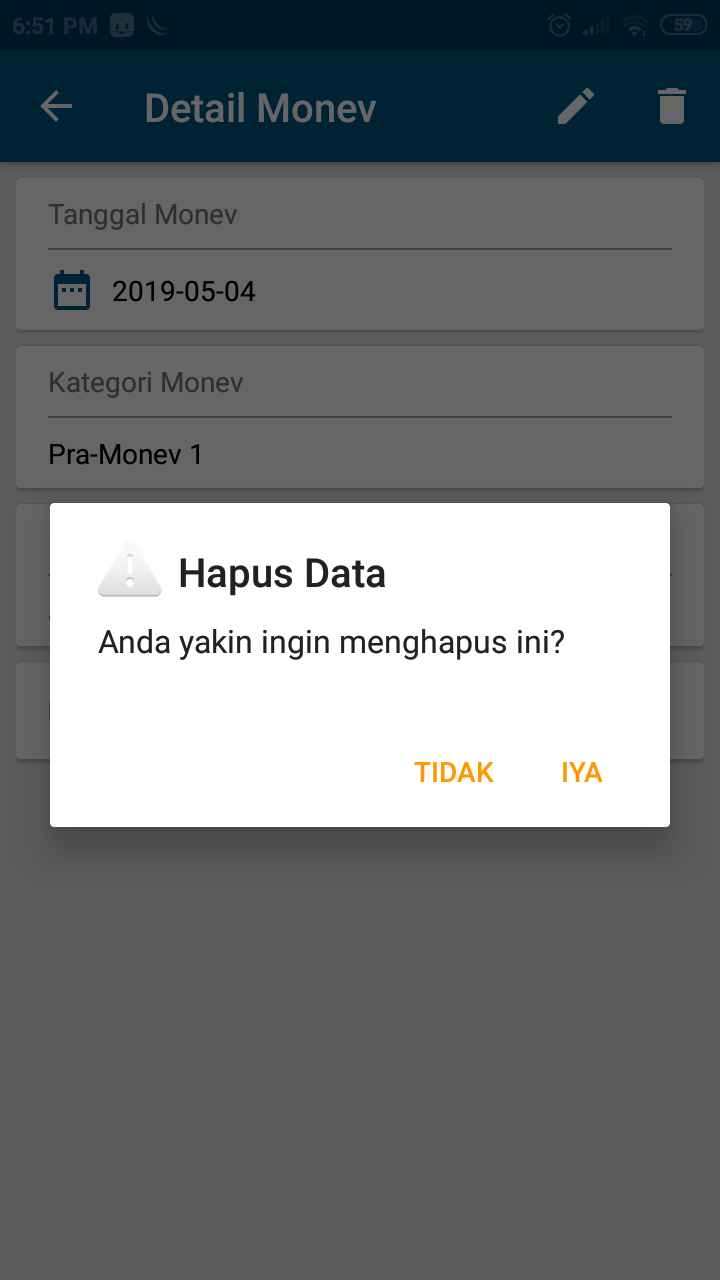 6:51 PM
59
Detail Monev
Tanggal Monev
2019-05-04
Kategori Monev
Pra-Monev 1
Hapus Data
Anda yakin ingin menghapus ini?
TIDAK IYA